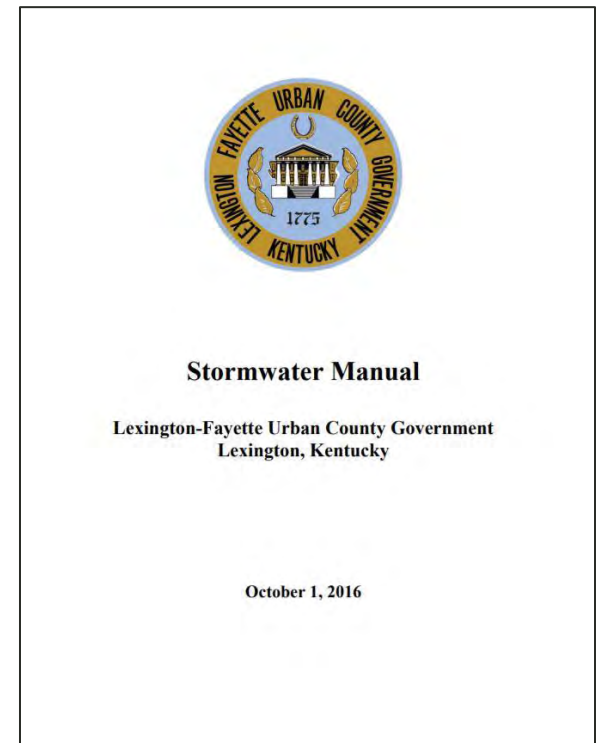 LEXINGTON FAYETTE URBAN COUNTY GOVERNMENT
1775
KENTUCKY
Stormwater Manual
Lexington-Fayette Urban County Government
Lexington, Kentucky
October 1, 2016